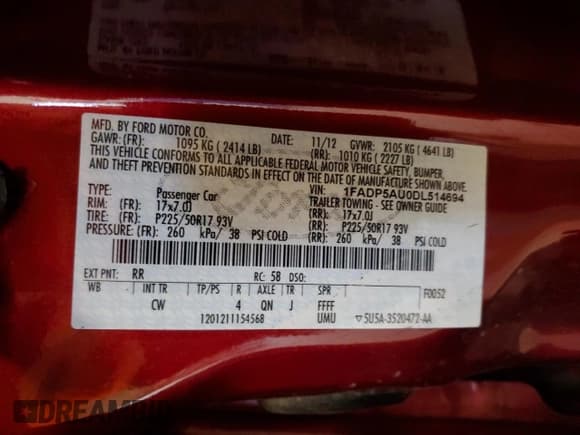 MFD. BY FORD MOTOR CO.
DATE: 11/12 GVWR: 2105 KG ( 4641 LB)
GAWR: (FR): 1095 KG ( 2414 LB) (RR): 1010 KG ( 2227 LB)
THIS VEHICLE CONFORMS TO ALL APPLICABLE FEDERAL MOTOR VEHICLE SAFETY, BUMPER,
AND THEFT PREVENTION STANDARDS IN EFFECT ON THE DATE OF MANUFACTURE SHOWN ABOVE.
VIN: 1FADP5AU0DL514694
TYPE: Passenger Car TRAILER TOWING - SEE OWNER GUIDE
RIM: (FR): 17x7.0J (RR): 17x7.0J
TIRE: (FR): P225/50R17 93V (RR): P225/50R17 93V
PRESSURE: (FR): 260 kPa/ 38 PSI COLD (RR): 260 kPa/ 38 PSI COLD
EXT PNT: RR RC: 58 DSO: F0052
WB INT TR TP/PS R AXLE TR SPR
CW 4 QN J FFFF
1201211154568 UMU ▽5U5A-3520472-AA
DREAMBID